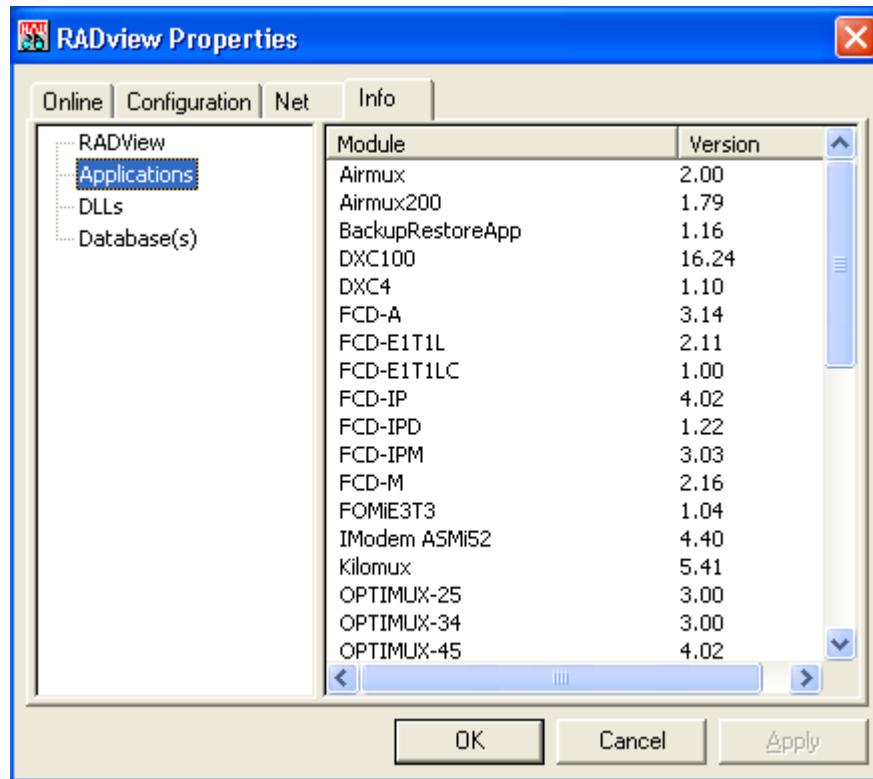 RADview Properties
Online Configuration Net Info
RADView
Applications
DLLs
Database(s)
Module Version
Airmux 2.00
Airmux200 1.79
BackupRestoreApp 1.16
DXC100 16.24
DXC4 1.10
FCD-A 3.14
FCD-E1T1L 2.11
FCD-E1T1LC 1.00
FCD-IP 4.02
FCD-IPD 1.22
FCD-IPM 3.03
FCD-M 2.16
FOMiE3T3 1.04
IModem ASMi52 4.40
Kilomux 5.41
OPTIMUX-25 3.00
OPTIMUX-34 3.00
OPTIMUX-45 4.02
OK Cancel Apply